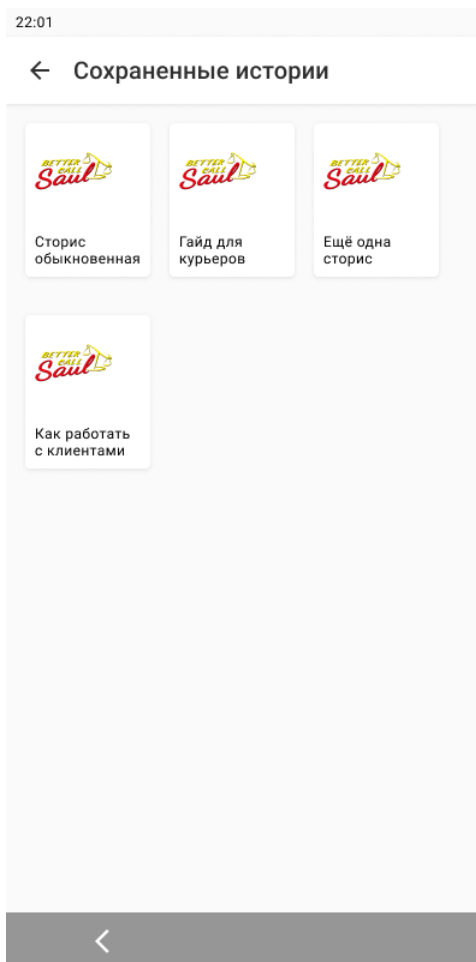 22:01
Сохраненные истории
BETTER
CALL
Saul
BETTER
CALL
Saul
BETTER
CALL
Saul
Сторис
обыкновенная
Гайд для
курьеров
Ещё одна
сторис
BETTER
CALL
Saul
Как работать
с клиентами